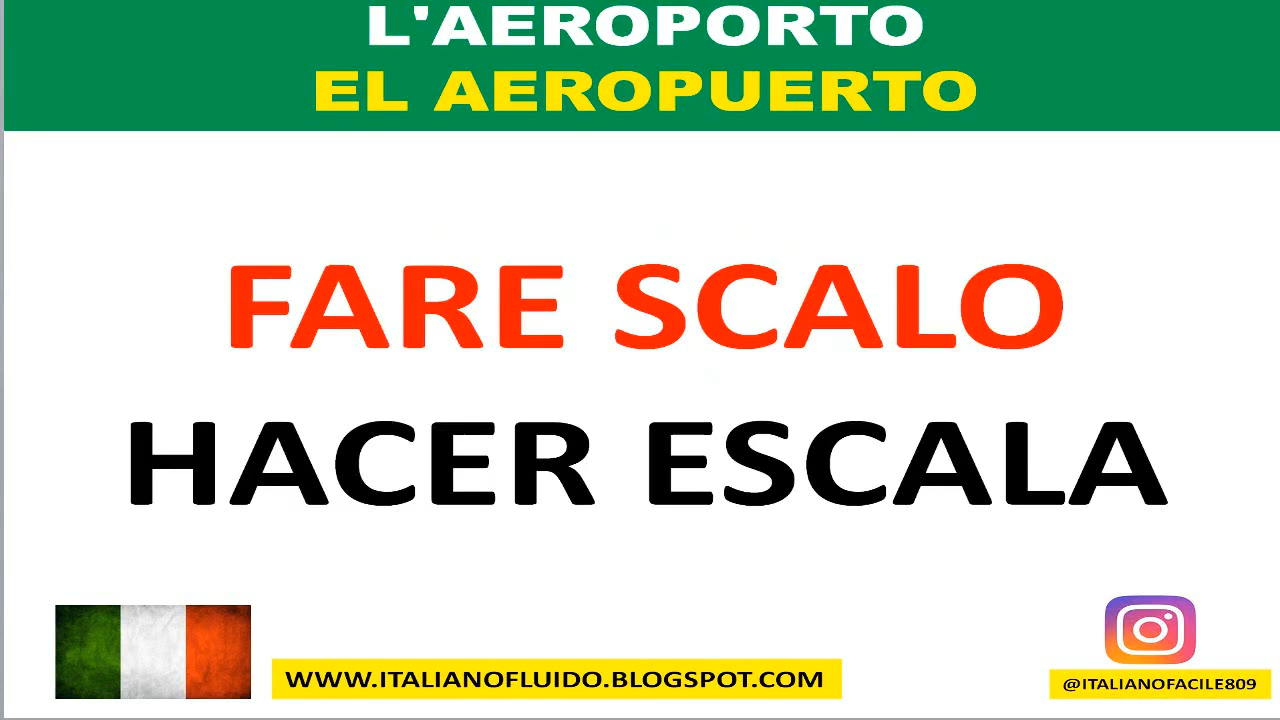 L'AEROPORTO
EL AEROPUERTO
FARE SCALO
HACER ESCALA
WWW.ITALIANOFLUIDO.BLOGSPOT.COM
@ITALIANOFACILE809